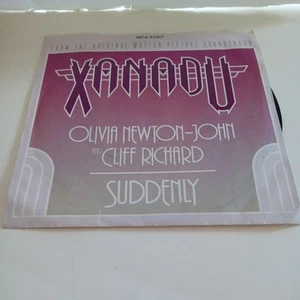 FROM THE ORIGINAL MOTION PICTURE SOUNDTRACK
XANADU
OLIVIA NEWTON-JOHN
AND CLIFF RICHARD
SUDDENLY